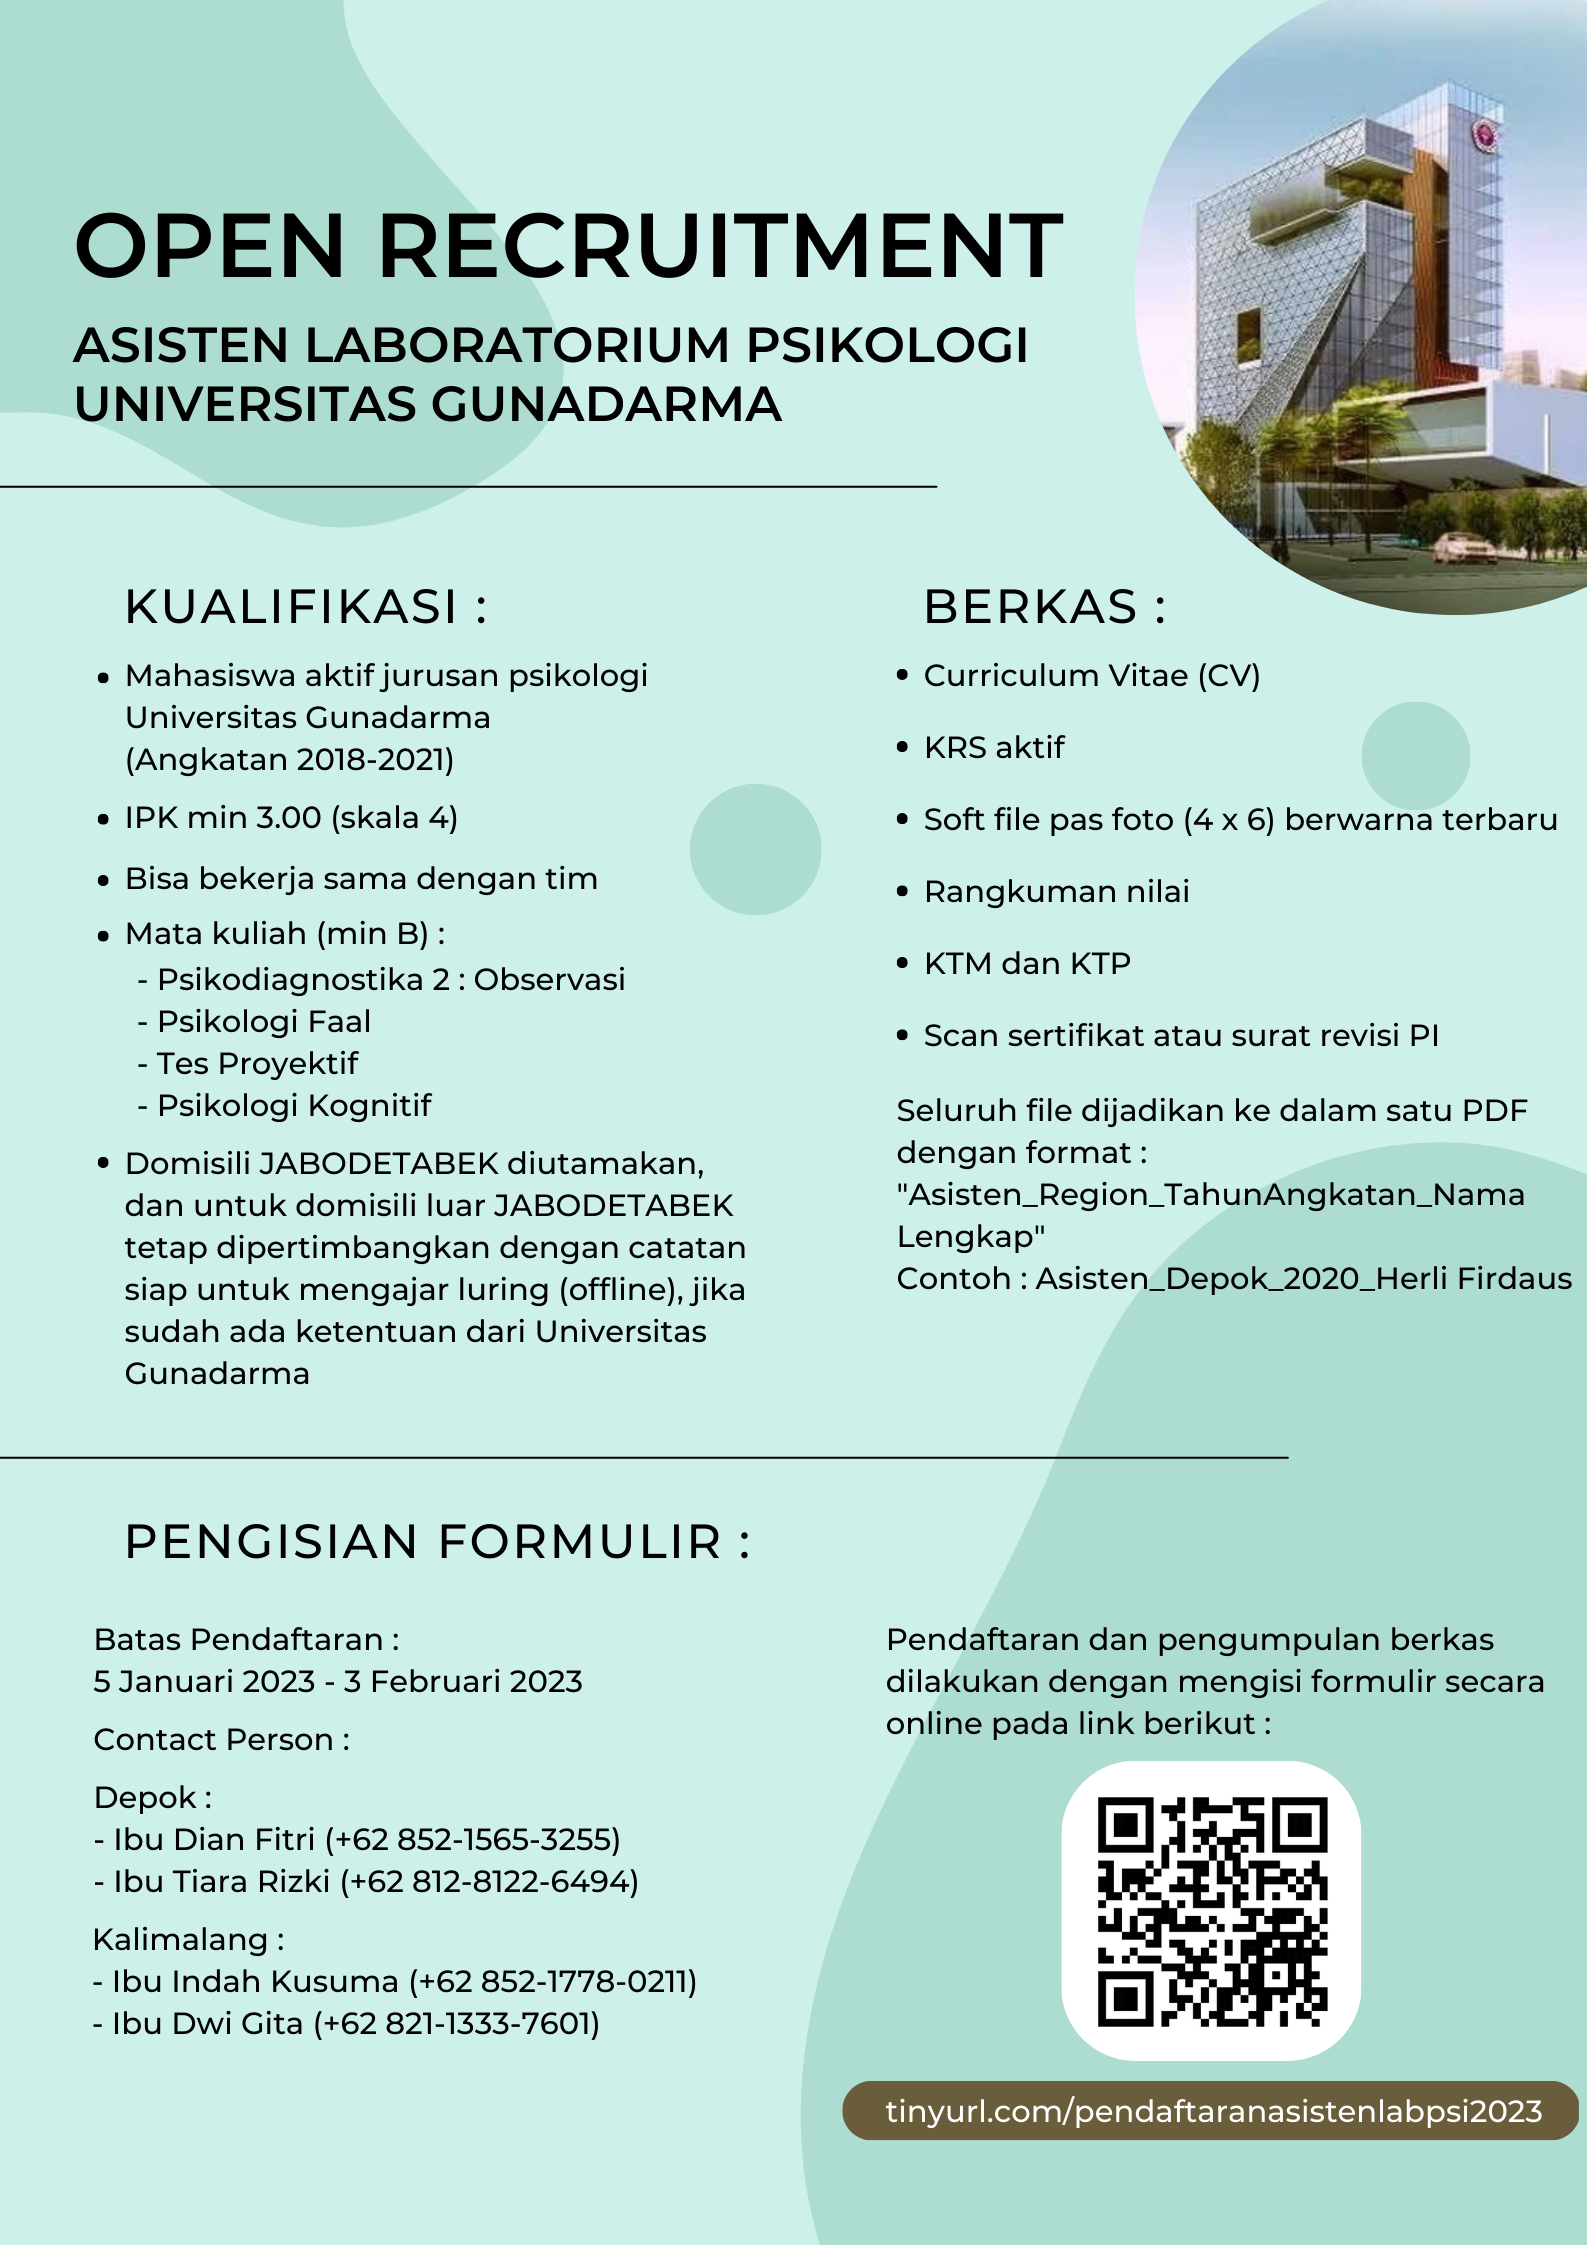 OPEN RECRUITMENT
ASISTEN LABORATORIUM PSIKOLOGI
UNIVERSITAS GUNADARMA
KUALIFIKASI :
• Mahasiswa aktif jurusan psikologi
Universitas Gunadarma
(Angkatan 2018-2021)
• IPK min 3.00 (skala 4)
• Bisa bekerja sama dengan tim
• Mata kuliah (min B) :
- Psikodiagnostika 2 : Observasi
- Psikologi Faal
- Tes Proyektif
- Psikologi Kognitif
• Domisili JABODETABEK diutamakan,
dan untuk domisili luar JABODETABEK
tetap dipertimbangkan dengan catatan
siap untuk mengajar luring (offline), jika
sudah ada ketentuan dari Universitas
Gunadarma
BERKAS :
• Curriculum Vitae (CV)
• KRS aktif
• Soft file pas foto (4 x 6) berwarna terbaru
• Rangkuman nilai
• KTM dan KTP
• Scan sertifikat atau surat revisi PI
Seluruh file dijadikan ke dalam satu PDF
dengan format :
"Asisten_Region_TahunAngkatan_Nama
Lengkap"
Contoh : Asisten_Depok_2020_Herli Firdaus
PENGISIAN FORMULIR :
Batas Pendaftaran :
5 Januari 2023 - 3 Februari 2023
Contact Person :
Depok :
- Ibu Dian Fitri (+62 852-1565-3255)
- Ibu Tiara Rizki (+62 812-8122-6494)
Kalimalang :
- Ibu Indah Kusuma (+62 852-1778-0211)
- Ibu Dwi Gita (+62 821-1333-7601)
Pendaftaran dan pengumpulan berkas
dilakukan dengan mengisi formulir secara
online pada link berikut :
tinyurl.com/pendaftaranasistenlabpsi2023